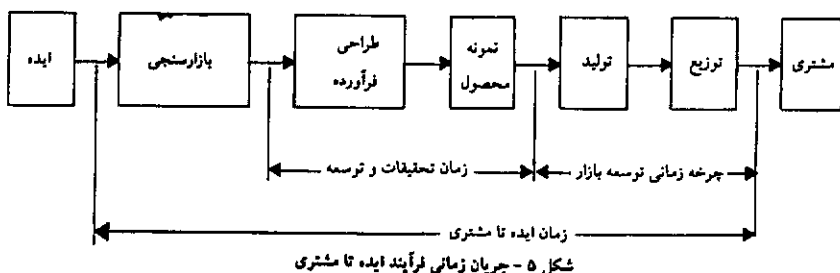 ایده
بازارسنجی
طراحی
فرآورده
نمونه
محصول
تولید
توزیع
مشتری
زمان تحقیقات و توسعه
چرخه زمانی توسعه بازار
زمان ایده تا مشتری
شکل ۵ - جریان زمانی فرآیند ایده تا مشتری